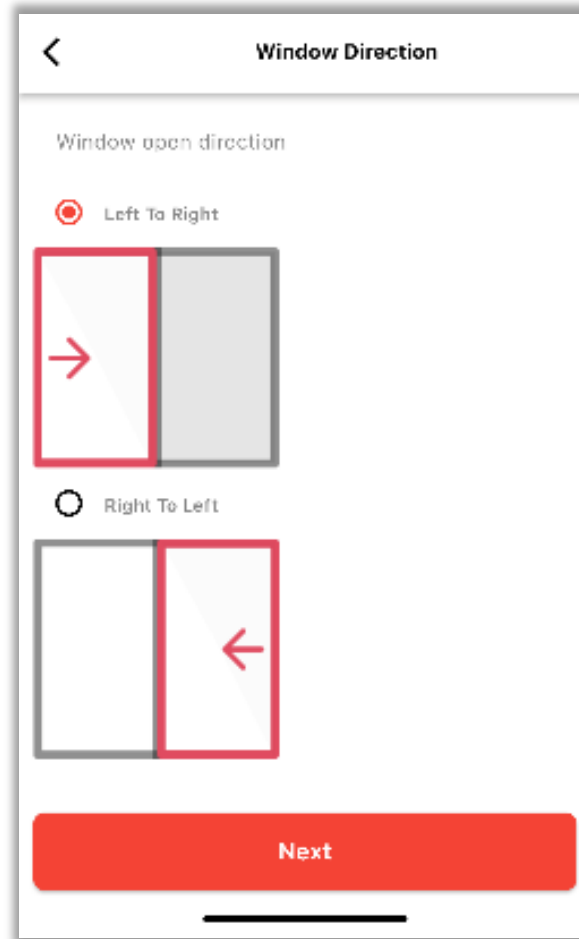 Window Direction
Window open direction
Left To Right
Right To Left
Next